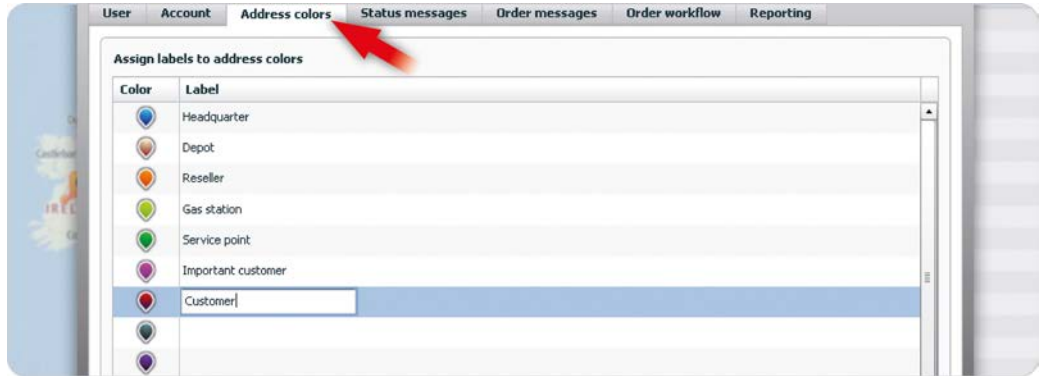 User Account Address colors Status messages Order messages Order workflow Reporting
Assign labels to address colors
Color Label
Headquarter
Depot
Reseller
Gas station
Service point
Important customer
Customer